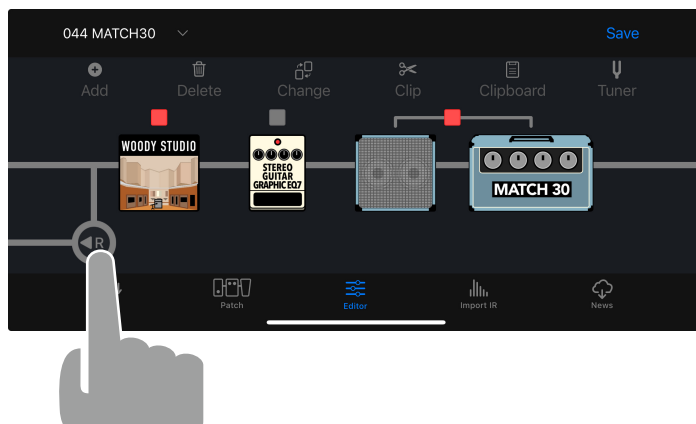 044 MATCH30
Save
Add
Delete
Change
Clip
Clipboard
Tuner
WOODY STUDIO
STEREO
GUITAR
GRAPHIC EQ7
MATCH 30
R
Patch
Editor
Import IR
News